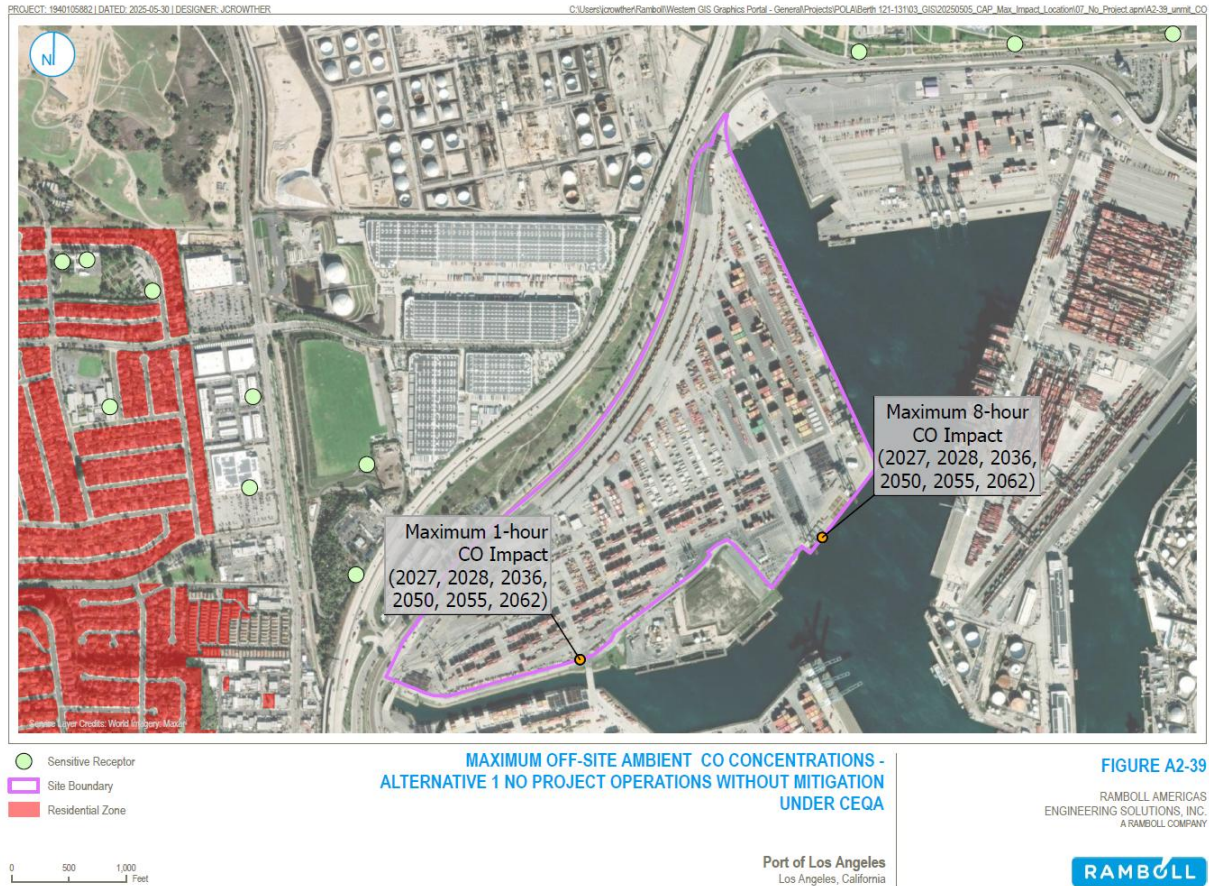 PROJECT: 1940105882 | DATED: 2025-05-30 | DESIGNER: JCROWTHER
C:\Users\jcrowther\Ramboll\Western GIS Graphics Portal - General\Projects\POLA\Berth 121-131\03_GIS\20250505_CAP_Max_Impact_Location\07_No_Project.aprx\A2-39_unmit_CO
N
Maximum 8-hour
CO Impact
(2027, 2028, 2036,
2050, 2055, 2062)
Maximum 1-hour
CO Impact
(2027, 2028, 2036,
2050, 2055, 2062)
Service Layer Credits: World Imagery: Maxar
Sensitive Receptor
Site Boundary
Residential Zone
0 500 1,000
Feet
MAXIMUM OFF-SITE AMBIENT CO CONCENTRATIONS -
ALTERNATIVE 1 NO PROJECT OPERATIONS WITHOUT MITIGATION
UNDER CEQA
Port of Los Angeles
Los Angeles, California
FIGURE A2-39
RAMBOLL AMERICAS
ENGINEERING SOLUTIONS, INC.
A RAMBOLL COMPANY
RAMBOLL